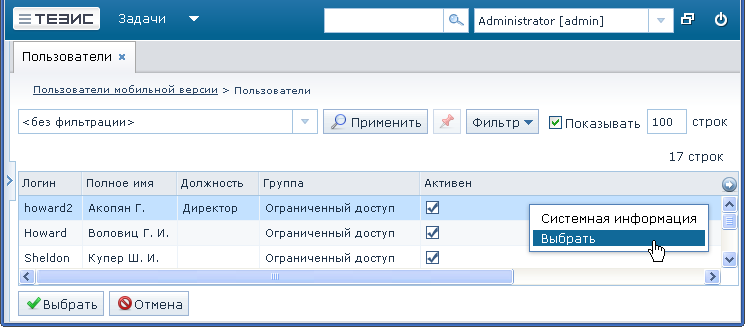 ТЕЗИС Задачи Administrator [admin]
Пользователи ×
Пользователи мобильной версии > Пользователи
<без фильтрации> Применить Фильтр Показывать 100 строк
17 строк
Логин Полное имя Должность Группа Активен
howard2 Акопян Г. Директор Ограниченный доступ
Системная информация
Howard Воловиц Г. И. Ограниченный доступ
Выбрать
Sheldon Купер Ш. И. Ограниченный доступ
Выбрать Отмена